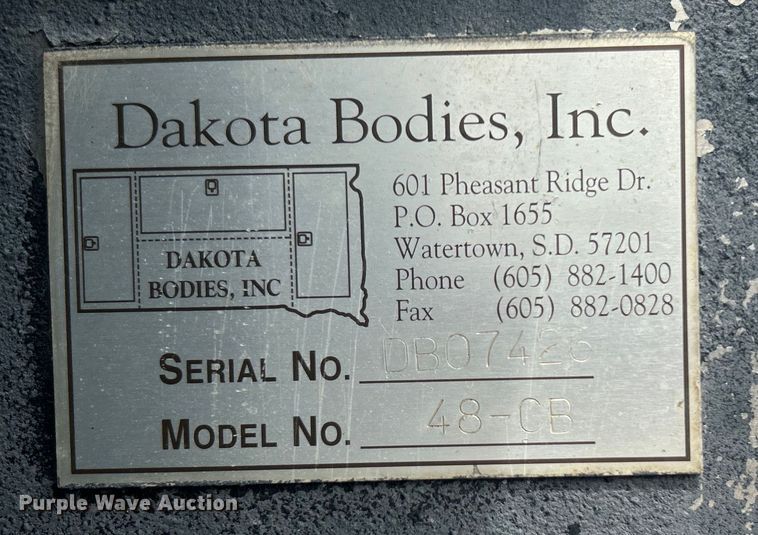 Dakota Bodies, Inc.
601 Pheasant Ridge Dr.
P.O. Box 1655
Watertown, S.D. 57201
Phone (605) 882-1400
Fax (605) 882-0828
DAKOTA
BODIES, INC
SERIAL NO.
MODEL NO. 48-CB
Purple Wave Auction